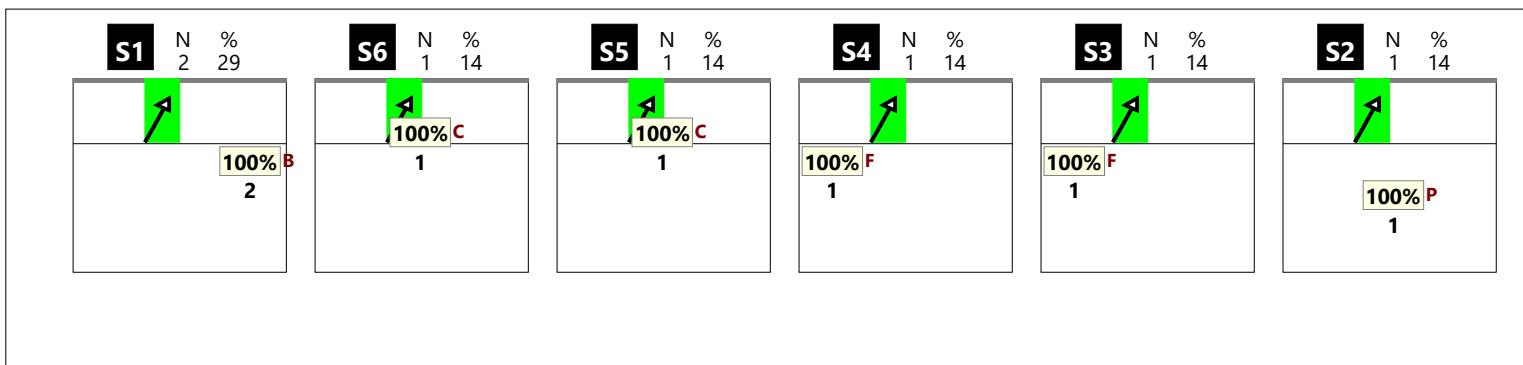 S1 N % 2 29
100% B
2
S6 N % 1 14
100% C
1
S5 N % 1 14
100% C
1
S4 N % 1 14
100% F
1
S3 N % 1 14
100% F
1
S2 N % 1 14
100% P
1